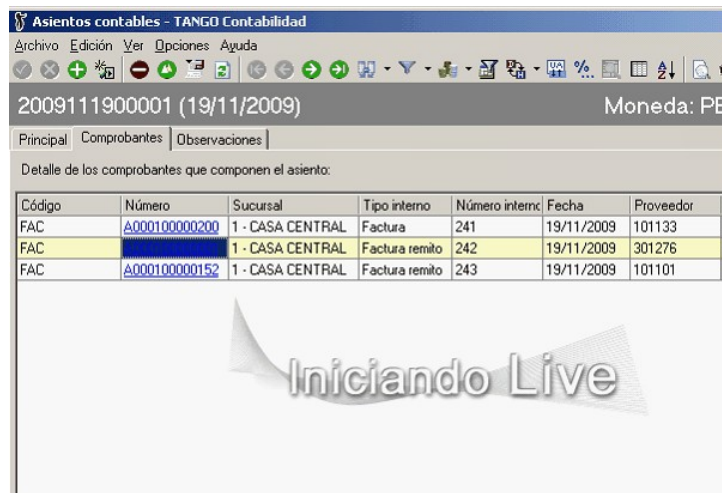 Asientos contables - TANGO Contabilidad
Archivo Edición Ver Opciones Ayuda
2009111900001 (19/11/2009) Moneda: PE
Principal Comprobantes Observaciones
Detalle de los comprobantes que componen el asiento:
Código Número Sucursal Tipo interno Número interno Fecha Proveedor
FAC A000100000200 1 - CASA CENTRAL Factura 241 19/11/2009 101133
FAC 1 - CASA CENTRAL Factura remito 242 19/11/2009 301276
FAC A000100000152 1 - CASA CENTRAL Factura remito 243 19/11/2009 101101
Iniciando Live